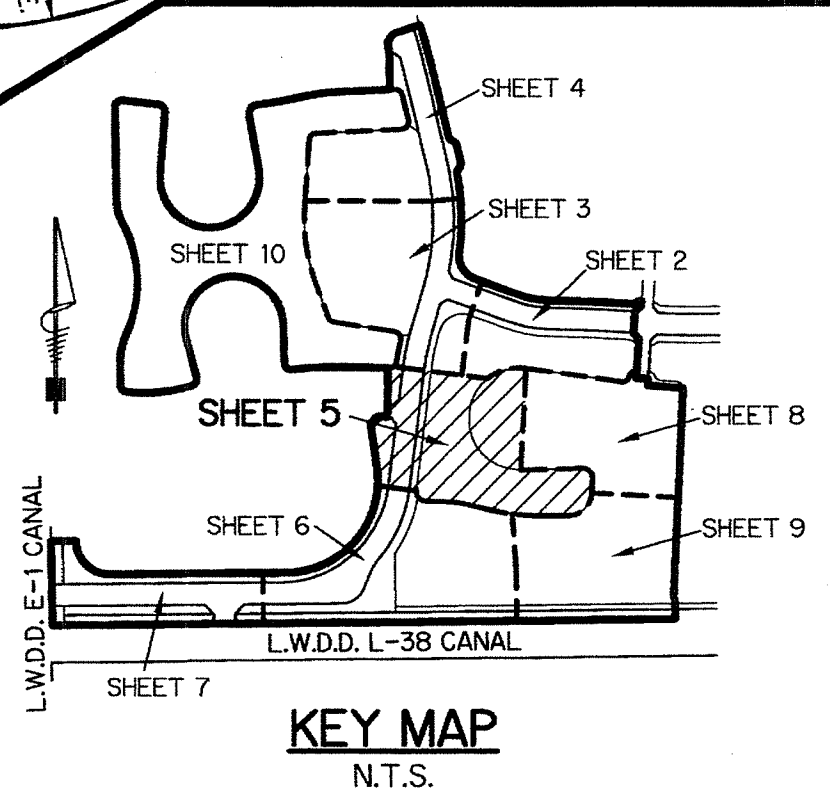 SHEET 4
SHEET 3
SHEET 10
SHEET 2
SHEET 5
SHEET 8
SHEET 6
SHEET 9
L.W.D.D. E-1 CANAL
L.W.D.D. L-38 CANAL
SHEET 7
KEY MAP
N.T.S.